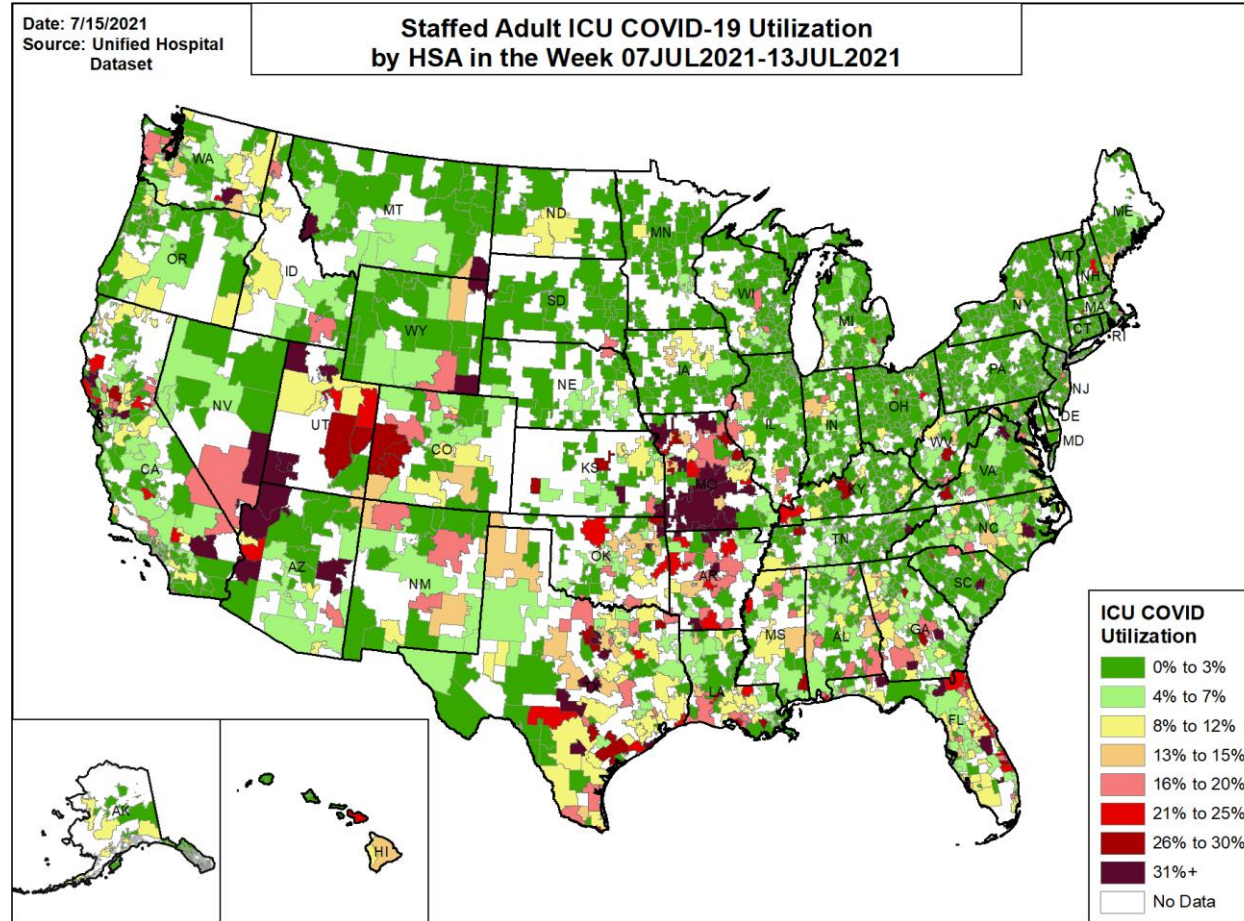 Date: 7/15/2021
Source: Unified Hospital
Dataset
Staffed Adult ICU COVID-19 Utilization
by HSA in the Week 07JUL2021-13JUL2021
WA
MT
ND
MN
ME
OR
ID
SD
WI
MI
VT
NH
NY
MA
CT
RI
WY
IA
NE
PA
NJ
NV
UT
CO
IL
IN
OH
DE
MD
WV
VA
CA
KS
MO
KY
NC
TN
OK
AR
AZ
NM
SC
MS
AL
GA
LA
FL
AK
HI
ICU COVID
Utilization
0% to 3%
4% to 7%
8% to 12%
13% to 15%
16% to 20%
21% to 25%
26% to 30%
31%+
No Data